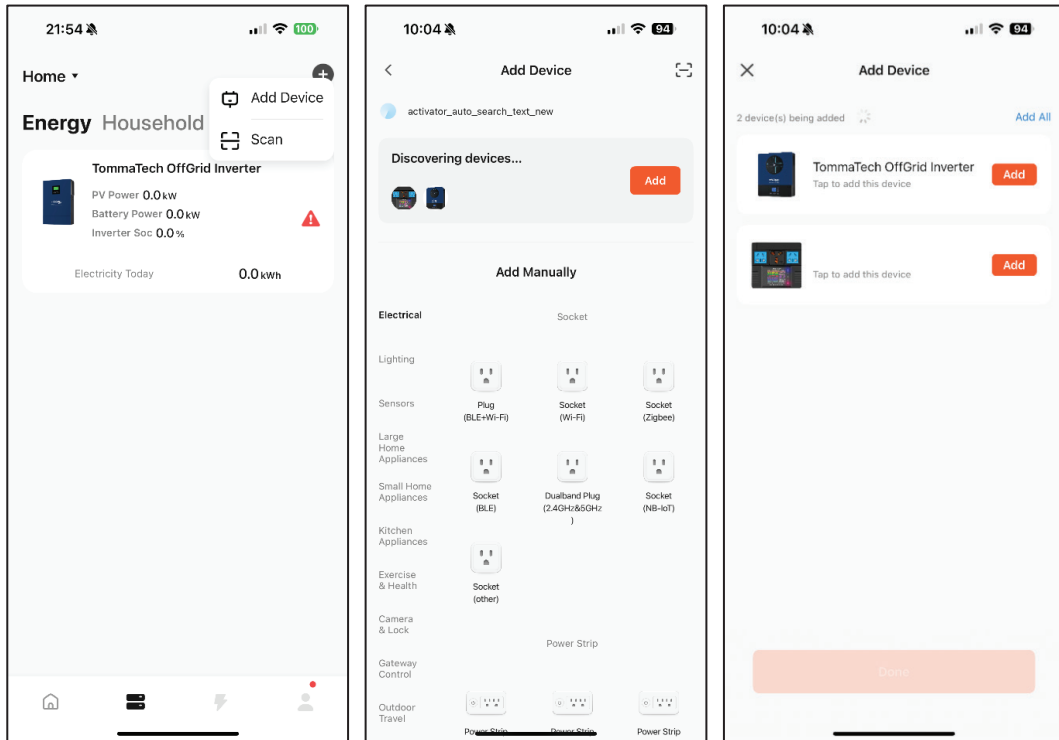 21:54
100
Home
Add Device
Scan
Energy Household
TommaTech OffGrid Inverter
PV Power 0.0 kw
Battery Power 0.0 kw
Inverter Soc 0.0 %
Electricity Today 0.0 kWh
10:04
94
Add Device
activator_auto_search_text_new
Discovering devices...
Add
Add Manually
Electrical
Lighting
Sensors
Large
Home
Appliances
Small Home
Appliances
Kitchen
Appliances
Exercise
& Health
Camera
& Lock
Gateway
Control
Outdoor
Travel
Socket
Plug
(BLE+Wi-Fi)
Socket
(Wi-Fi)
Socket
(Zigbee)
Socket
(BLE)
Dualband Plug
(2.4GHz&5GHz
)
Socket
(NB-IoT)
Socket
(other)
Power Strip
Power Strip
Power Strip
Power Strip
10:04
94
Add Device
2 device(s) being added
Add All
TommaTech OffGrid Inverter
Tap to add this device
Add
Tap to add this device
Add
Done